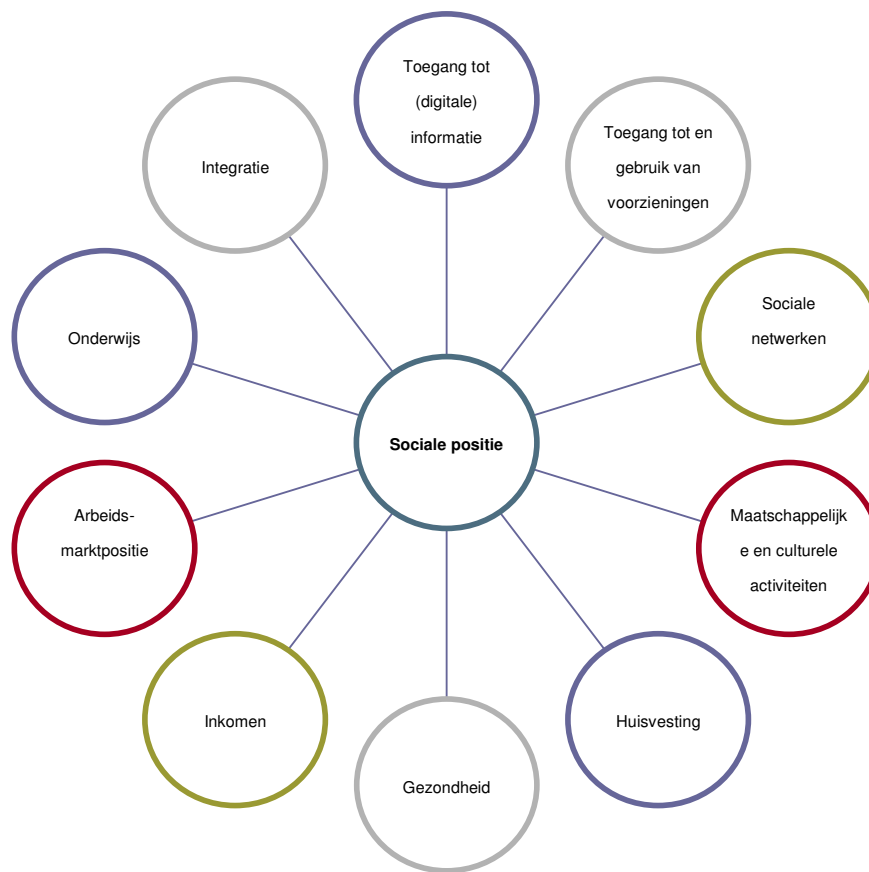 Toegang tot
(digitale)
informatie
Toegang tot en
gebruik van
voorzieningen
Integratie
Sociale
netwerken
Onderwijs
Sociale positie
Arbeids-
marktpositie
Maatschappelijk
e en culturele
activiteiten
Inkomen
Huisvesting
Gezondheid